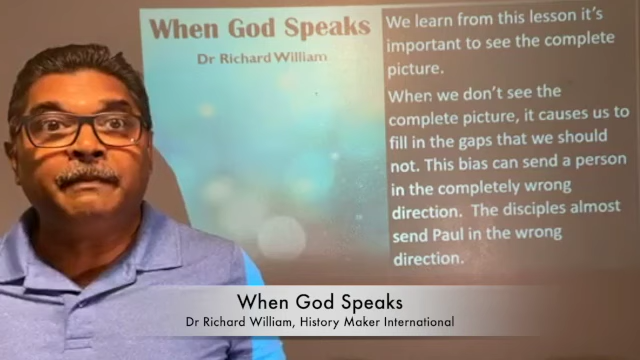 When God Speaks
Dr Richard William
We learn from this lesson it's
important to see the complete
picture.
When we don't see the
complete picture, it causes us to
fill in the gaps that we should
not. This bias can send a person
in the completely wrong
direction. The disciples almost
send Paul in the wrong
direction.
When God Speaks
Dr Richard William, History Maker International